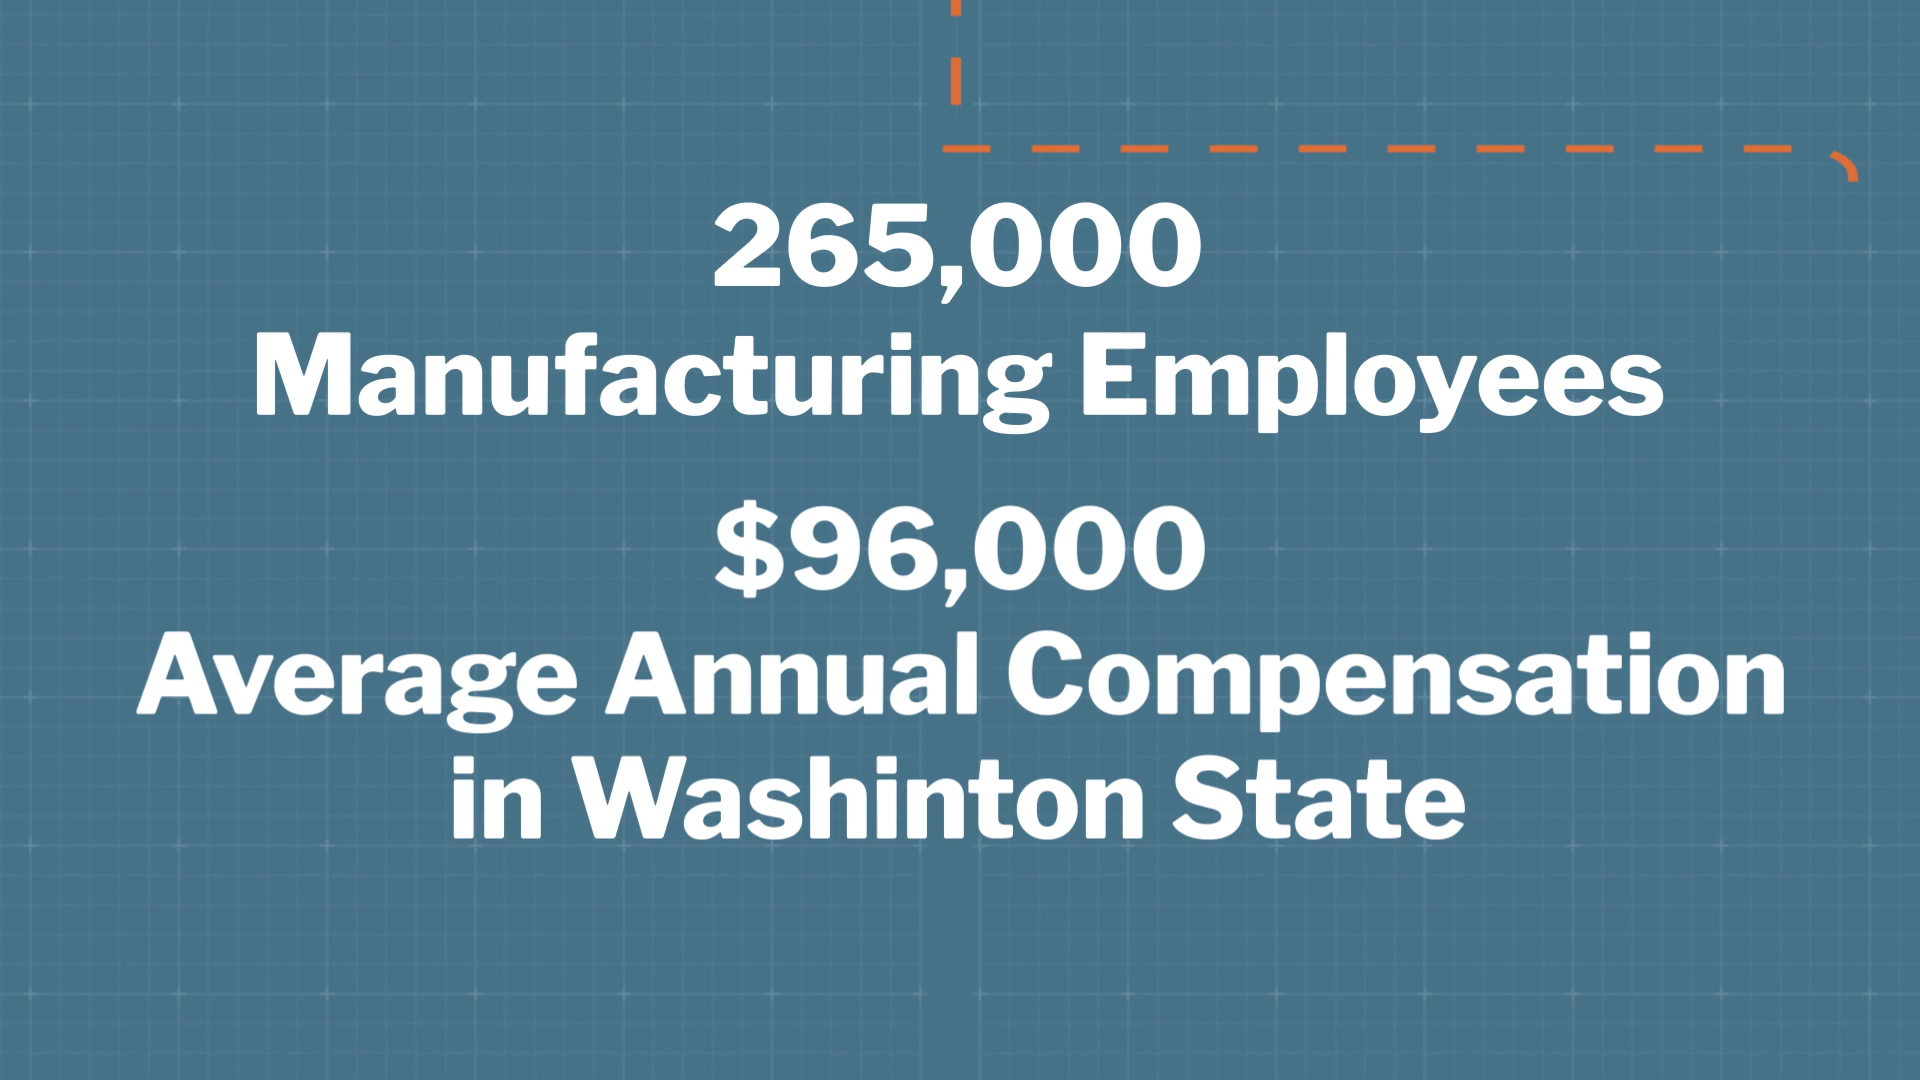 265,000
Manufacturing Employees
$96,000
Average Annual Compensation
in Washinton State